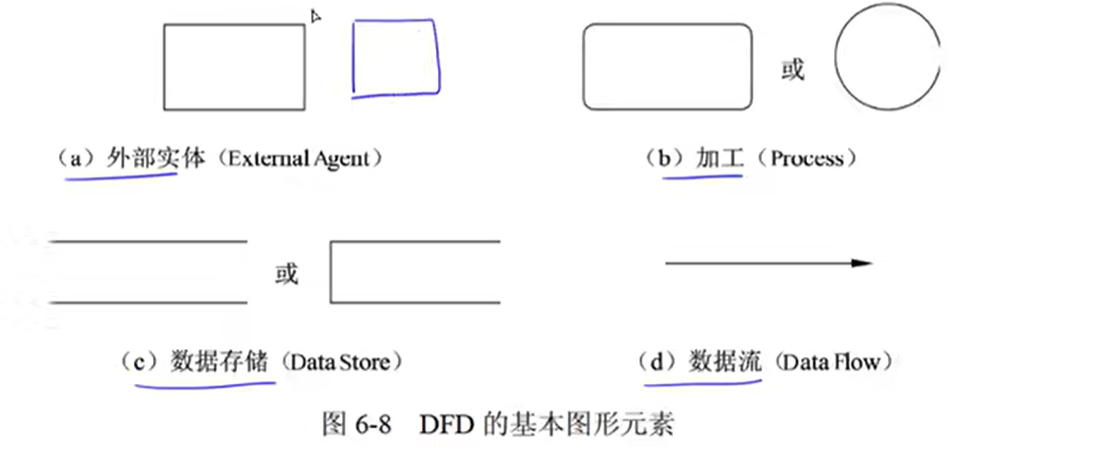 或
（a）外部实体（External Agent）
（b）加工（Process）
或
（c）数据存储（Data Store）
（d）数据流（Data Flow）
图 6-8 DFD 的基本图形元素